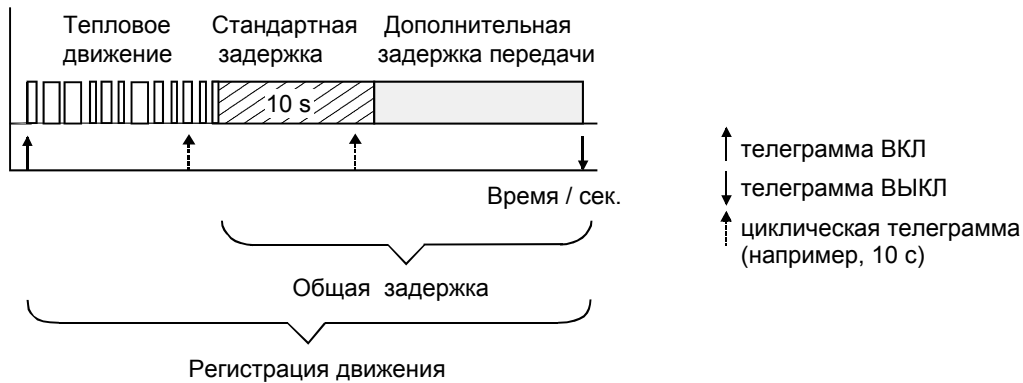 Тепловое движение
Стандартная задержка
Дополнительная задержка передачи
10 s
Время / сек.
Общая задержка
Регистрация движения
телеграмма ВКЛ
телеграмма ВЫКЛ
циклическая телеграмма
(например, 10 с)